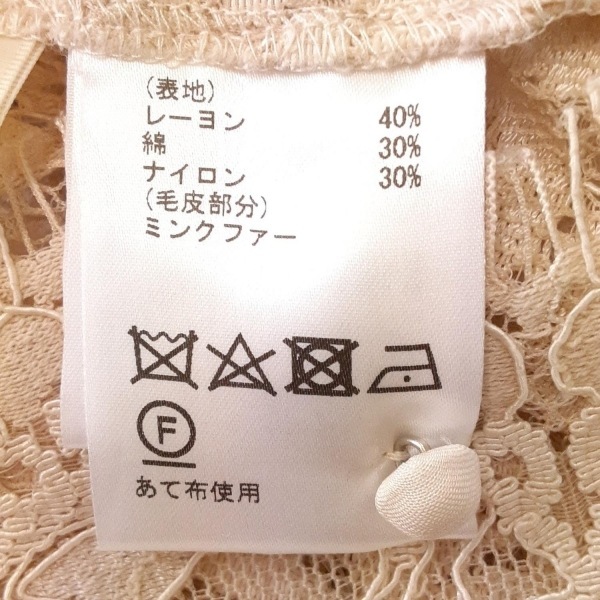 (表地)
レーヨン 40%
綿 30%
ナイロン 30%
(毛皮部分)
ミンクファー
F
あて布使用